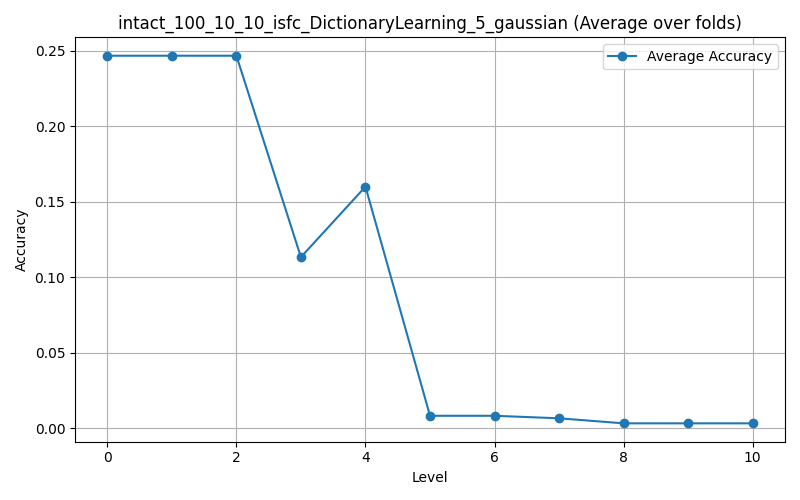 intact_100_10_10_isfc_DictionaryLearning_5_gaussian (Average over folds)
Average Accuracy
0.25
0.20
0.15
0.10
0.05
0.00
Accuracy
0 2 4 6 8 10
Level